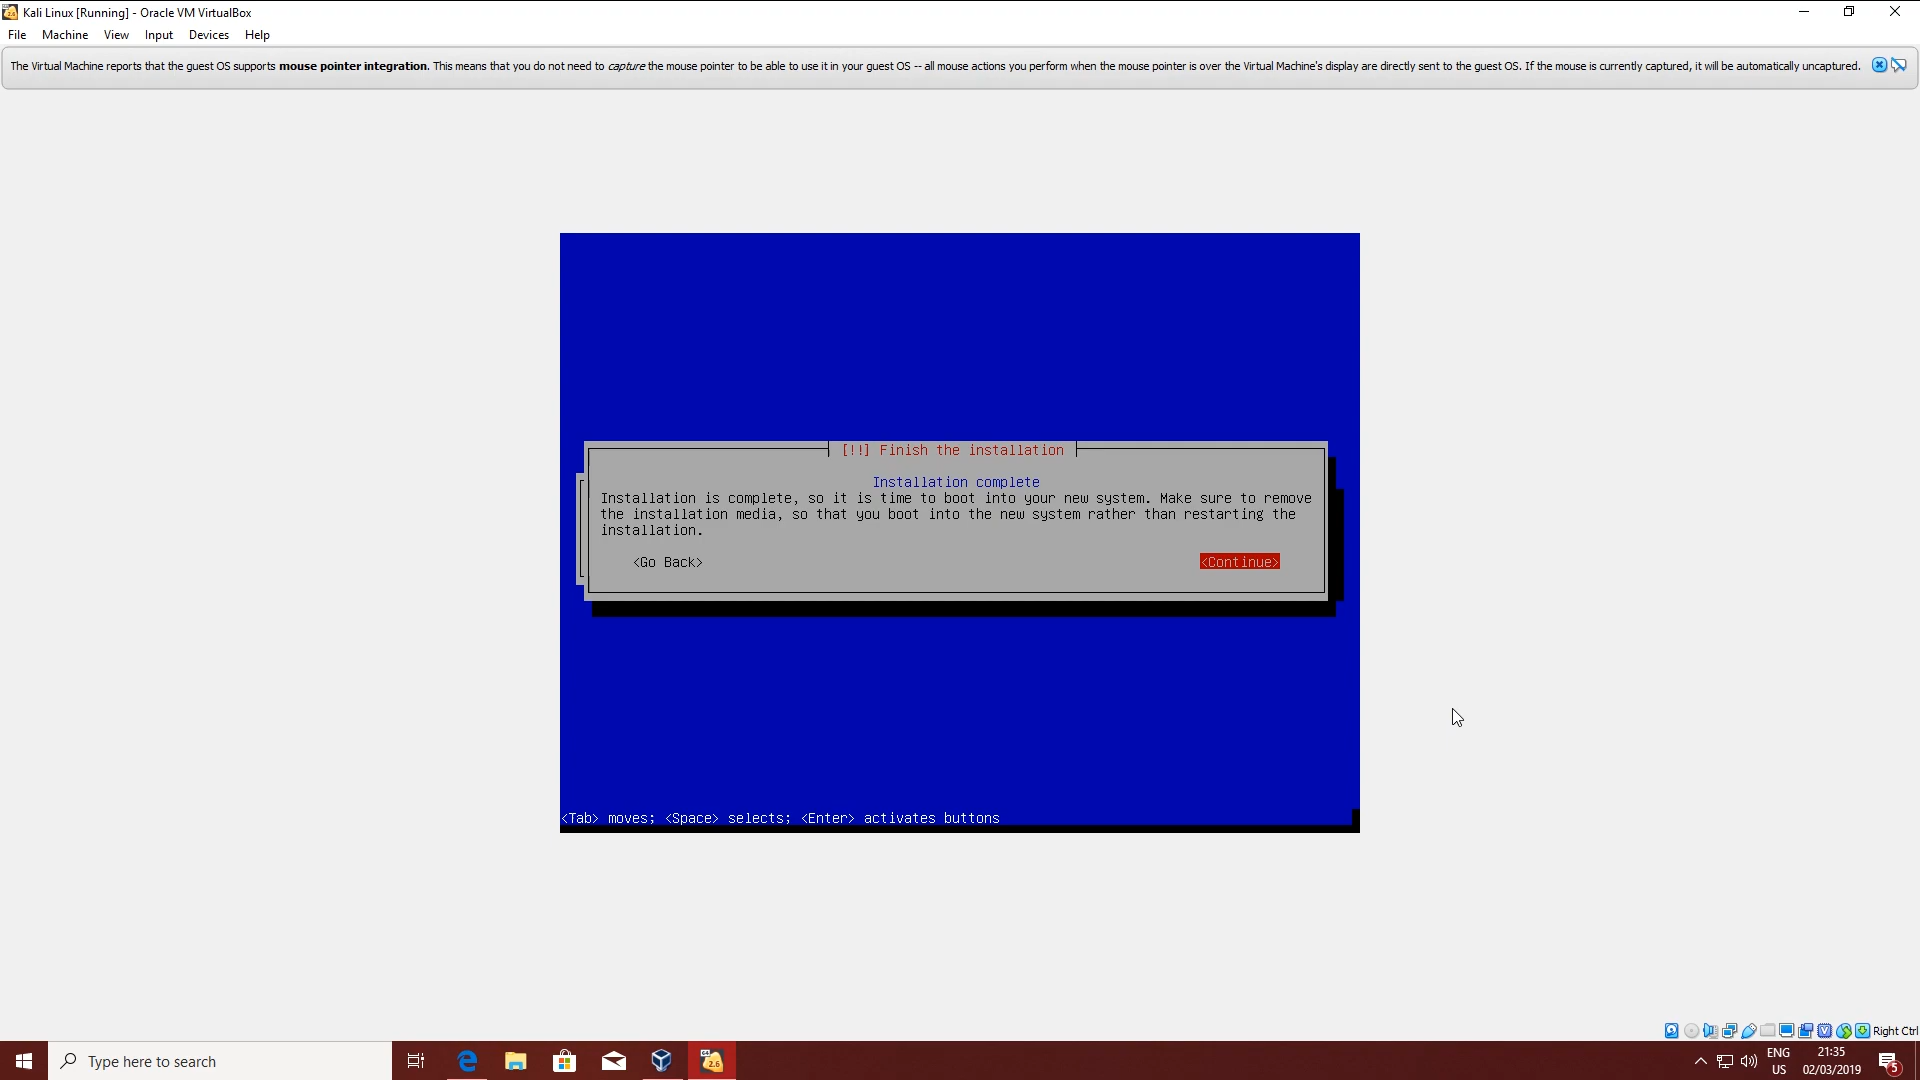 Kali Linux [Running] - Oracle VM VirtualBox
File Machine View Input Devices Help
The Virtual Machine reports that the guest OS supports mouse pointer integration. This means that you do not need to capture the mouse pointer to be able to use it in your guest OS -- all mouse actions you perform when the mouse pointer is over the Virtual Machine's display are directly sent to the guest OS. If the mouse is currently captured, it will be automatically uncaptured.
[!!] Finish the installation
Installation complete
Installation is complete, so it is time to boot into your new system. Make sure to remove
the installation media, so that you boot into the new system rather than restarting the
installation.
<Go Back> <Continue>
<Tab> moves; <Space> selects; <Enter> activates buttons
Right Ctrl
Type here to search
ENG
US
21:35
02/03/2019
5